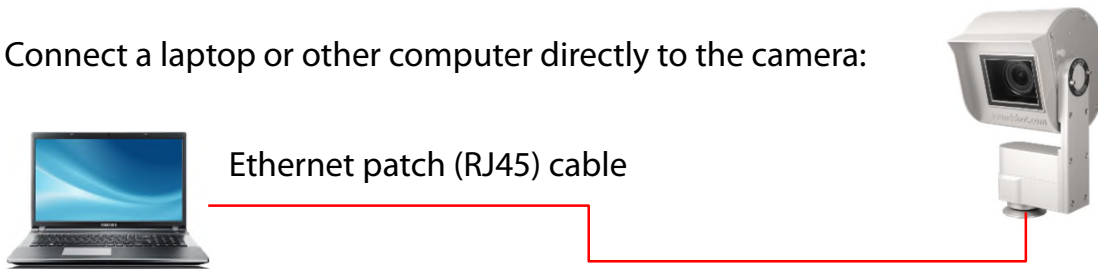 Connect a laptop or other computer directly to the camera:
Ethernet patch (RJ45) cable